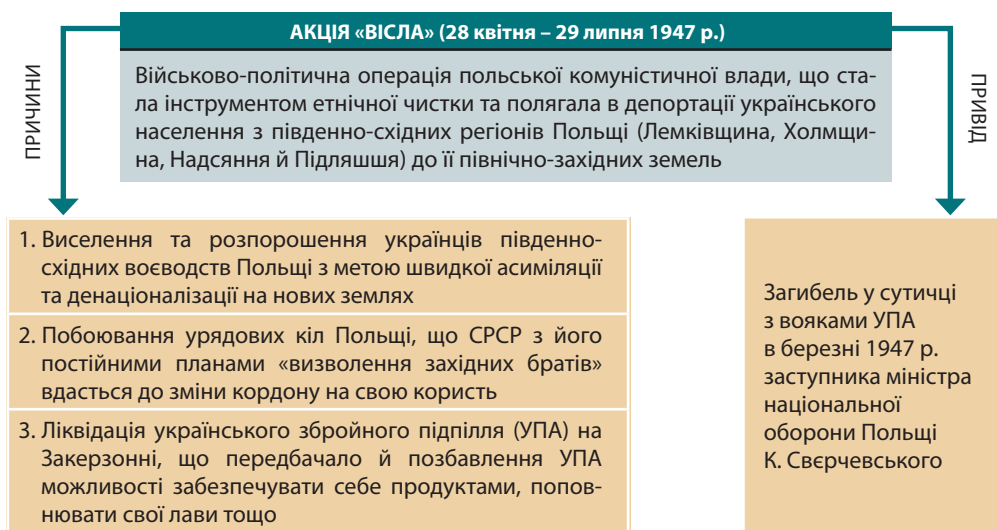 АКЦІЯ «ВІСЛА» (28 квітня – 29 липня 1947 р.)
ПРИЧИНИ
Військово-політична операція польської комуністичної влади, що ста-
ла інструментом етнічної чистки та полягала в депортації українського
населення з південно-східних регіонів Польщі (Лемківщина, Холмщи-
на, Надсяння й Підляшшя) до її північно-західних земель
ПРИВІД
1. Виселення та розпорошення українців південно-
східних воєводств Польщі з метою швидкої асиміляції
та денаціоналізації на нових землях
2. Побоювання урядових кіл Польщі, що СРСР з його
постійними планами «визволення західних братів»
вдасться до зміни кордону на свою користь
3. Ліквідація українського збройного підпілля (УПА) на
Закерзонні, що передбачало й позбавлення УПА
можливості забезпечувати себе продуктами, попов-
нювати свої лави тощо
Загибель у сутичці
з вояками УПА
в березні 1947 р.
заступника міністра
національної
оборони Польщі
К. Свєрчевського